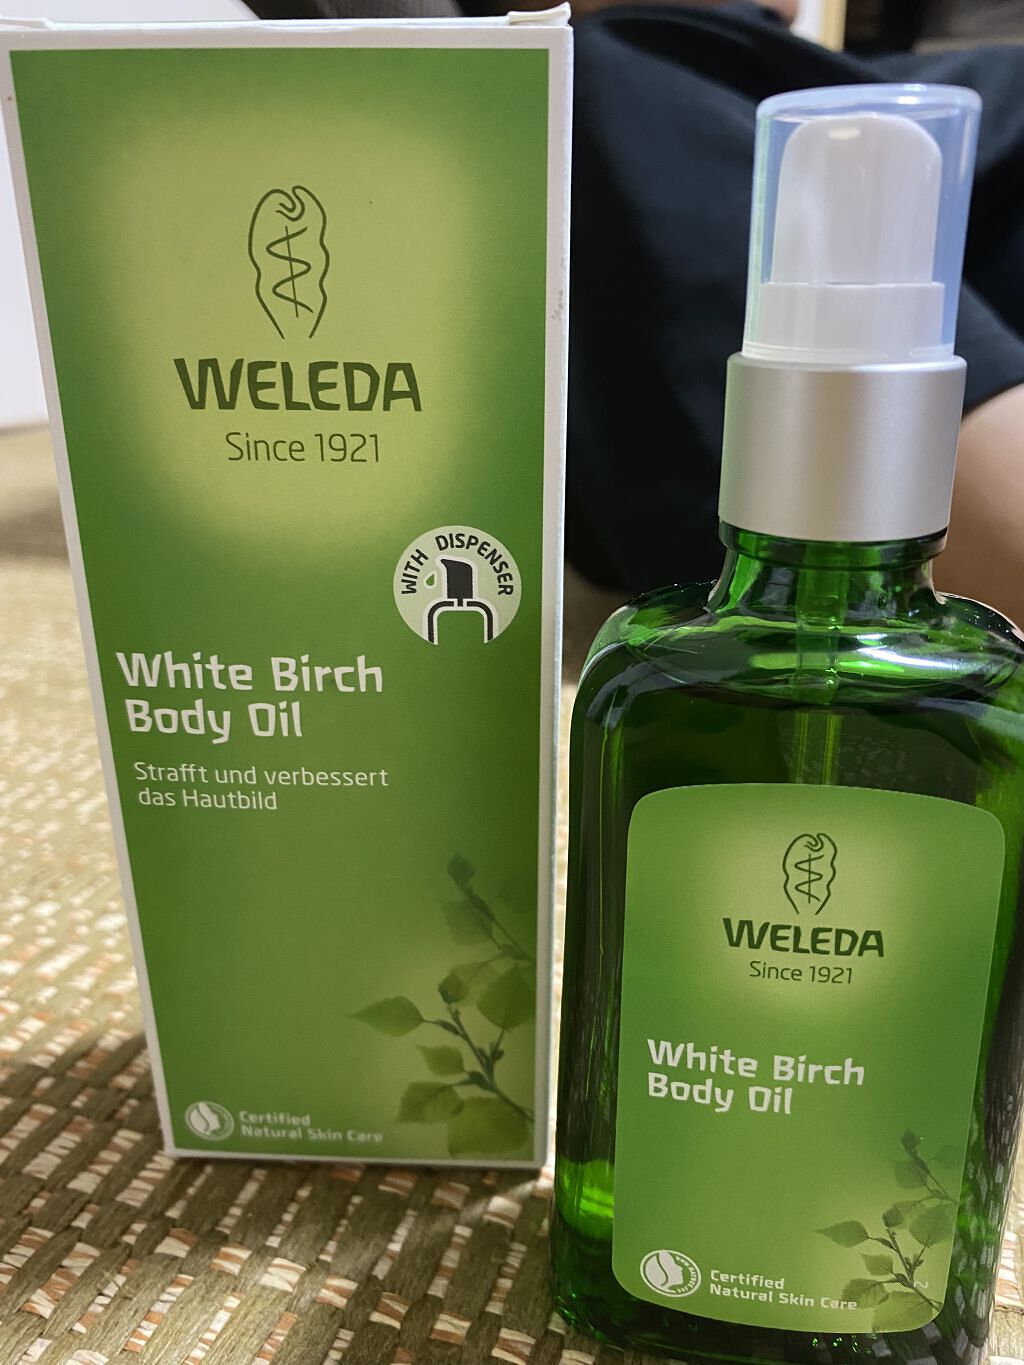 WELEDA
Since 1921
WITH DISPENSER
White Birch
Body Oil
Strafft und verbessert
das Hautbild
Certified
Natural Skin Care
WELEDA
Since 1921
White Birch
Body Oil
Certified
Natural Skin Care